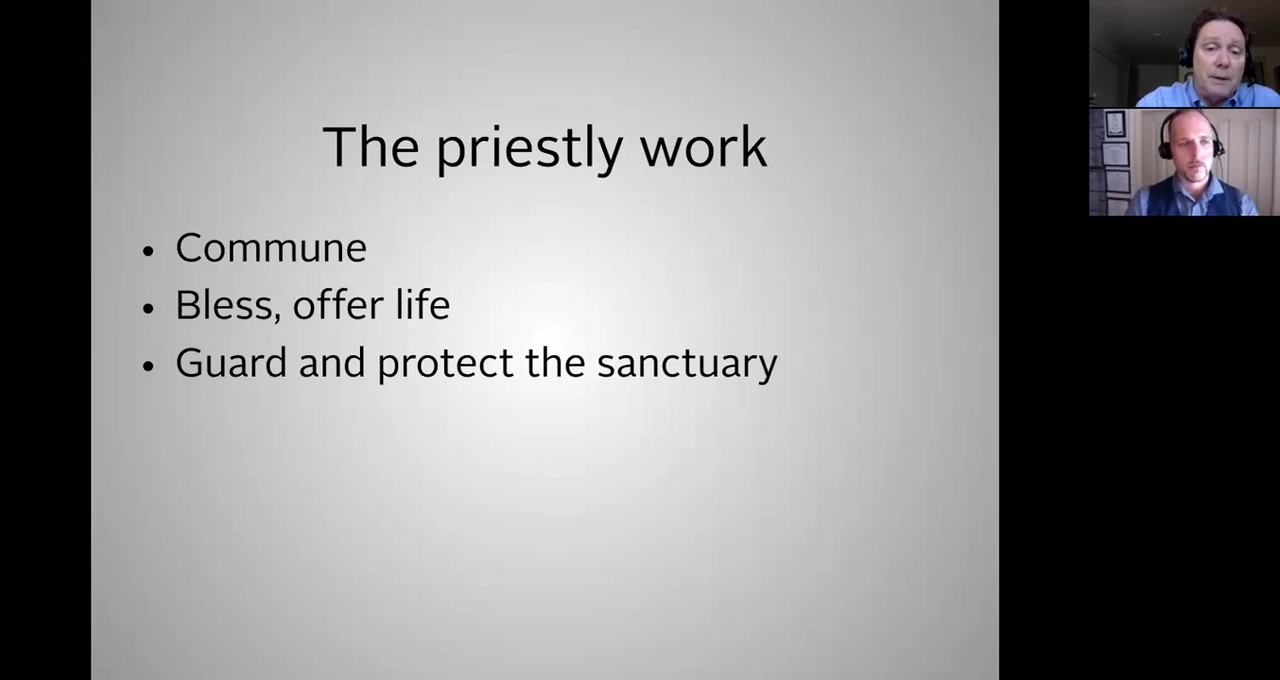 The priestly work
• Commune
• Bless, offer life
• Guard and protect the sanctuary